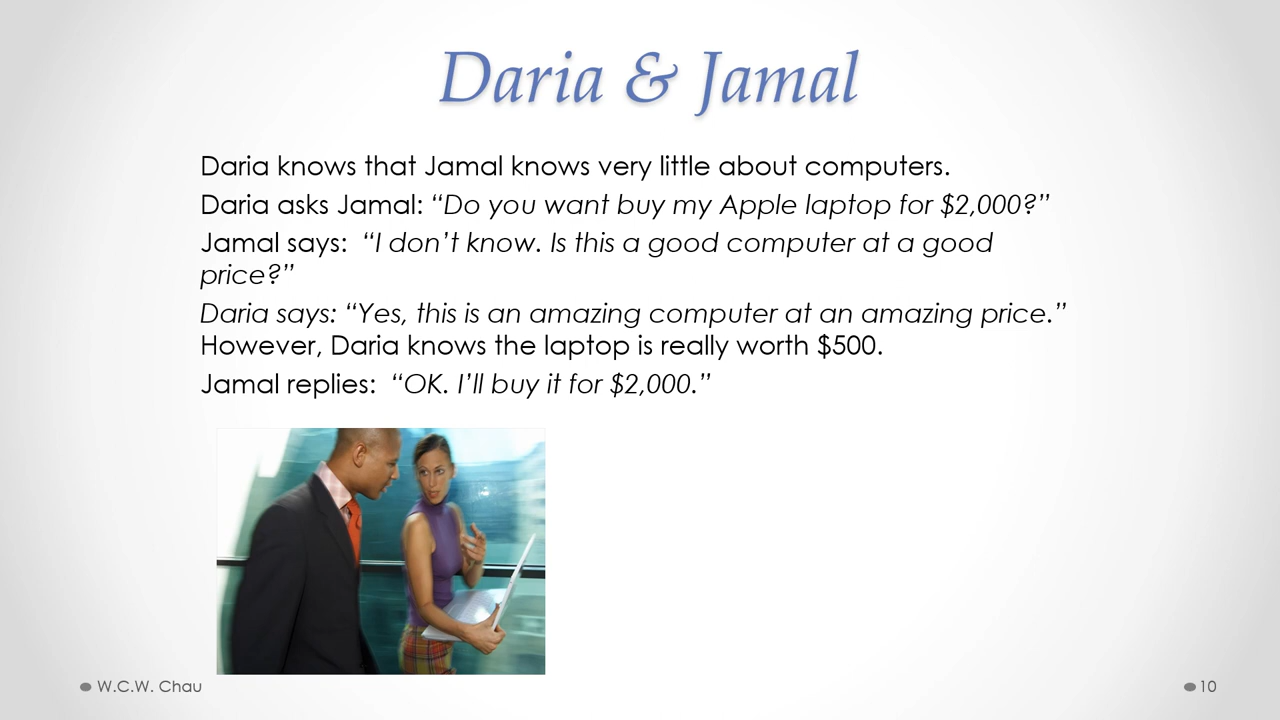 Daria & Jamal
Daria knows that Jamal knows very little about computers.
Daria asks Jamal: “Do you want buy my Apple laptop for $2,000?”
Jamal says:  “I don’t know. Is this a good computer at a good
price?”
Daria says: “Yes, this is an amazing computer at an amazing price.”
However, Daria knows the laptop is really worth $500.
Jamal replies:  “OK. I’ll buy it for $2,000.”
W.C.W. Chau
10